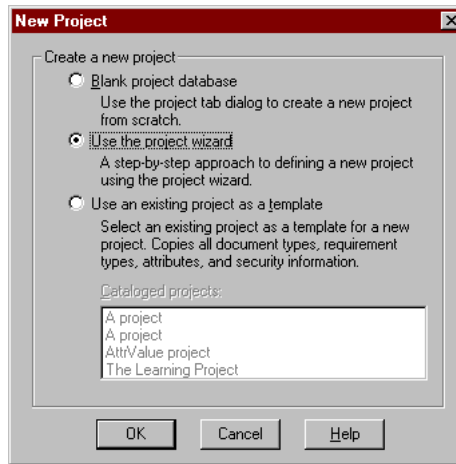 New Project
Create a new project
Blank project database
Use the project tab dialog to create a new project
from scratch.
Use the project wizard
A step-by-step approach to defining a new project
using the project wizard.
Use an existing project as a template
Select an existing project as a template for a new
project. Copies all document types, requirement
types, attributes, and security information.
Cataloged projects:
A project
A project
AttrValue project
The Learning Project
OK Cancel Help